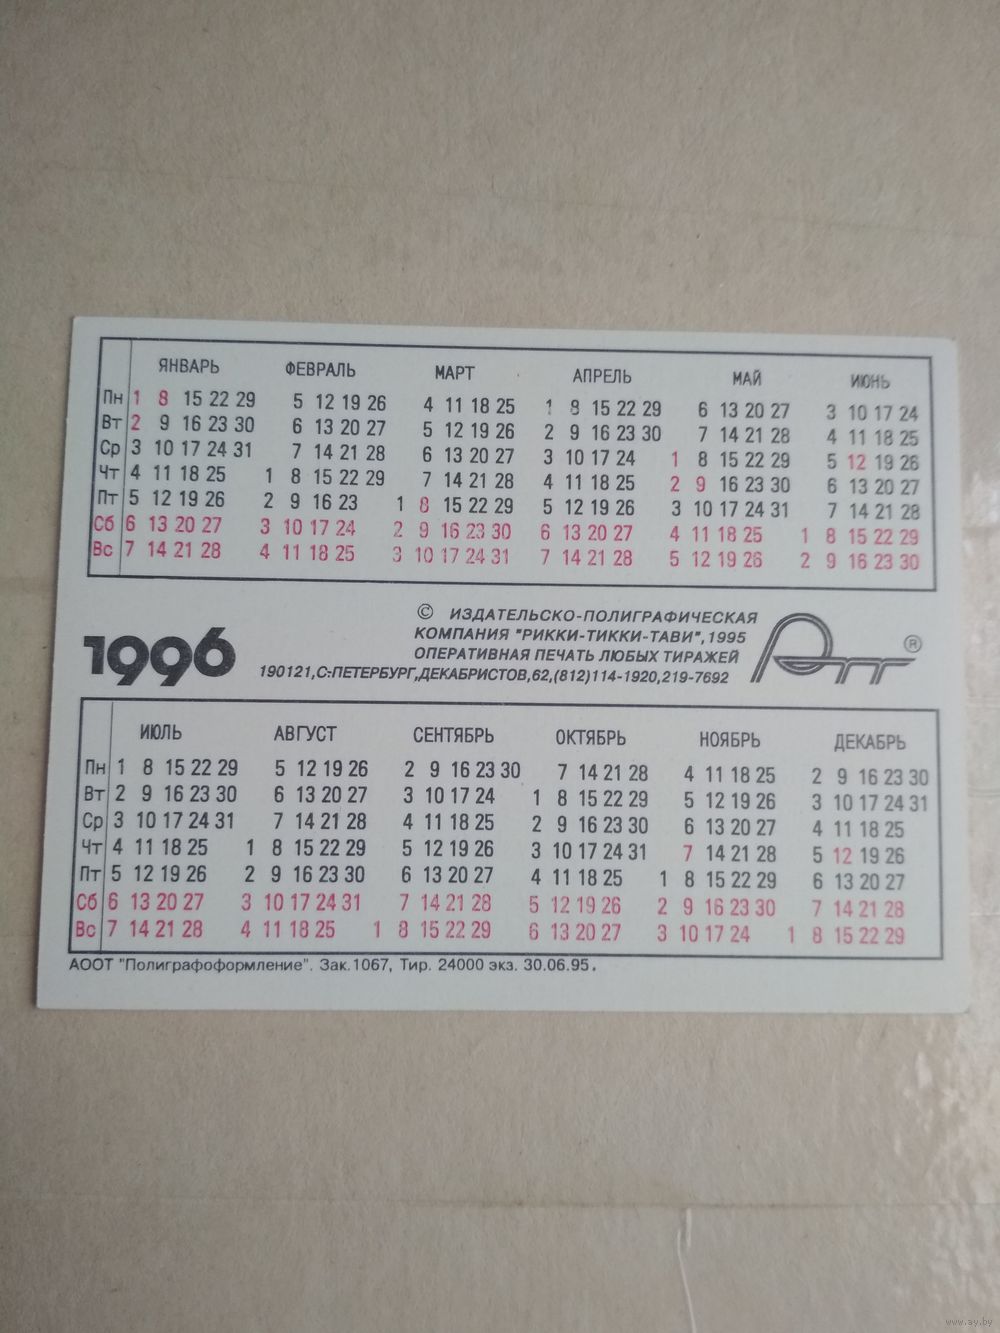 ЯНВАРЬ ФЕВРАЛЬ МАРТ АПРЕЛЬ МАЙ ИЮНЬ
Пн 1 8 15 22 29 5 12 19 26 4 11 18 25 1 8 15 22 29 6 13 20 27 3 10 17 24
Вт 2 9 16 23 30 6 13 20 27 5 12 19 26 2 9 16 23 30 7 14 21 28 4 11 18 25
Ср 3 10 17 24 31 7 14 21 28 6 13 20 27 3 10 17 24 1 8 15 22 29 5 12 19 26
Чт 4 11 18 25 1 8 15 22 29 7 14 21 28 4 11 18 25 2 9 16 23 30 6 13 20 27
Пт 5 12 19 26 2 9 16 23 1 8 15 22 29 5 12 19 26 3 10 17 24 31 7 14 21 28
Сб 6 13 20 27 3 10 17 24 2 9 16 23 30 6 13 20 27 4 11 18 25 1 8 15 22 29
Вс 7 14 21 28 4 11 18 25 3 10 17 24 31 7 14 21 28 5 12 19 26 2 9 16 23 30
1996
© ИЗДАТЕЛЬСКО-ПОЛИГРАФИЧЕСКАЯ
КОМПАНИЯ "РИККИ-ТИККИ-ТАВИ", 1995
ОПЕРАТИВНАЯ ПЕЧАТЬ ЛЮБЫХ ТИРАЖЕЙ
190121,С.-ПЕТЕРБУРГ,ДЕКАБРИСТОВ,62,(812)114-1920,219-7692
РТТ ®
ИЮЛЬ АВГУСТ СЕНТЯБРЬ ОКТЯБРЬ НОЯБРЬ ДЕКАБРЬ
Пн 1 8 15 22 29 5 12 19 26 2 9 16 23 30 7 14 21 28 4 11 18 25 2 9 16 23 30
Вт 2 9 16 23 30 6 13 20 27 3 10 17 24 1 8 15 22 29 5 12 19 26 3 10 17 24 31
Ср 3 10 17 24 31 7 14 21 28 4 11 18 25 2 9 16 23 30 6 13 20 27 4 11 18 25
Чт 4 11 18 25 1 8 15 22 29 5 12 19 26 3 10 17 24 31 7 14 21 28 5 12 19 26
Пт 5 12 19 26 2 9 16 23 30 6 13 20 27 4 11 18 25 1 8 15 22 29 6 13 20 27
Сб 6 13 20 27 3 10 17 24 31 7 14 21 28 5 12 19 26 2 9 16 23 30 7 14 21 28
Вс 7 14 21 28 4 11 18 25 1 8 15 22 29 6 13 20 27 3 10 17 24 1 8 15 22 29
АООТ "Полиграфоформление". Зак.1067, Тир. 24000 экз. 30.06.95.
www.ay.by